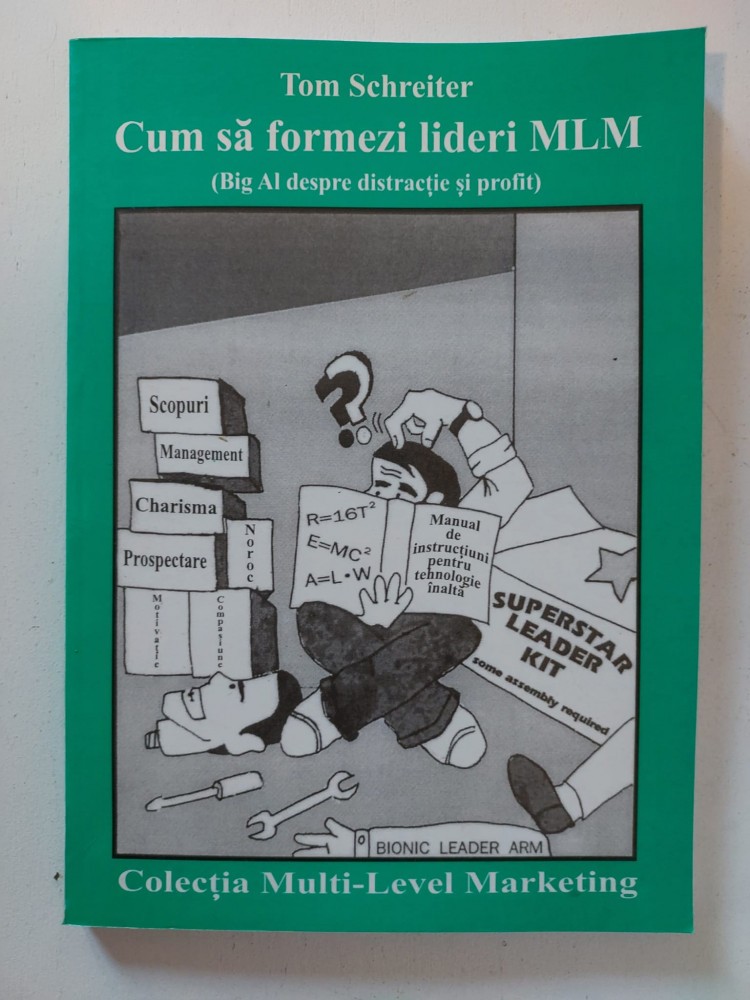 Tom Schreiter
Cum să formezi lideri MLM
(Big Al despre distracție și profit)
Scopuri
Management
Charisma
Noroc
Prospectare
Motivație
Compasiune
R=16T²
E=MC²
A=L•W
Manual
de
instrucțiuni
pentru
tehnologie
înaltă
SUPERSTAR
LEADER
KIT
some assembly required
BIONIC LEADER ARM
Colecția Multi-Level Marketing